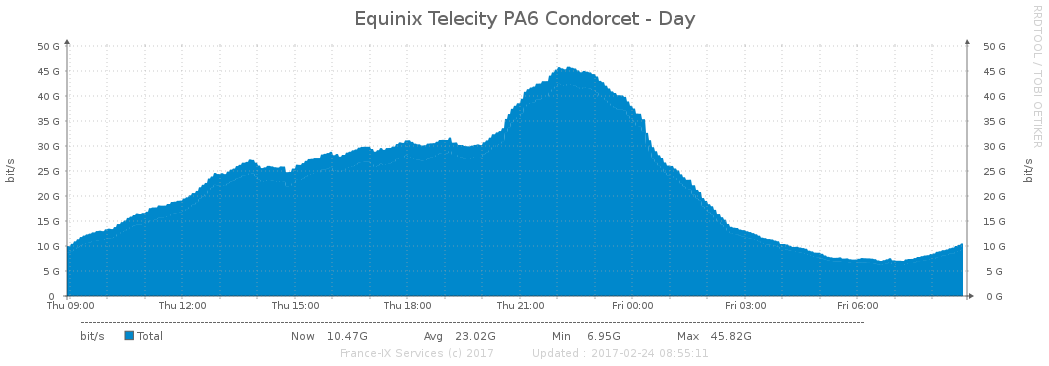 Equinix Telecity PA6 Condorcet - Day
RRDTOOL / TOBI OETIKER
50 G 50 G
45 G 45 G
40 G 40 G
35 G 35 G
30 G 30 G
25 G 25 G
20 G 20 G
15 G 15 G
10 G 10 G
5 G 5 G
0 0 G
bit/s bit/s
Thu 09:00 Thu 12:00 Thu 15:00 Thu 18:00 Thu 21:00 Fri 00:00 Fri 03:00 Fri 06:00
bit/s Total Now 10.47G Avg 23.02G Min 6.95G Max 45.82G
France-IX Services (c) 2017 Updated : 2017-02-24 08:55:11